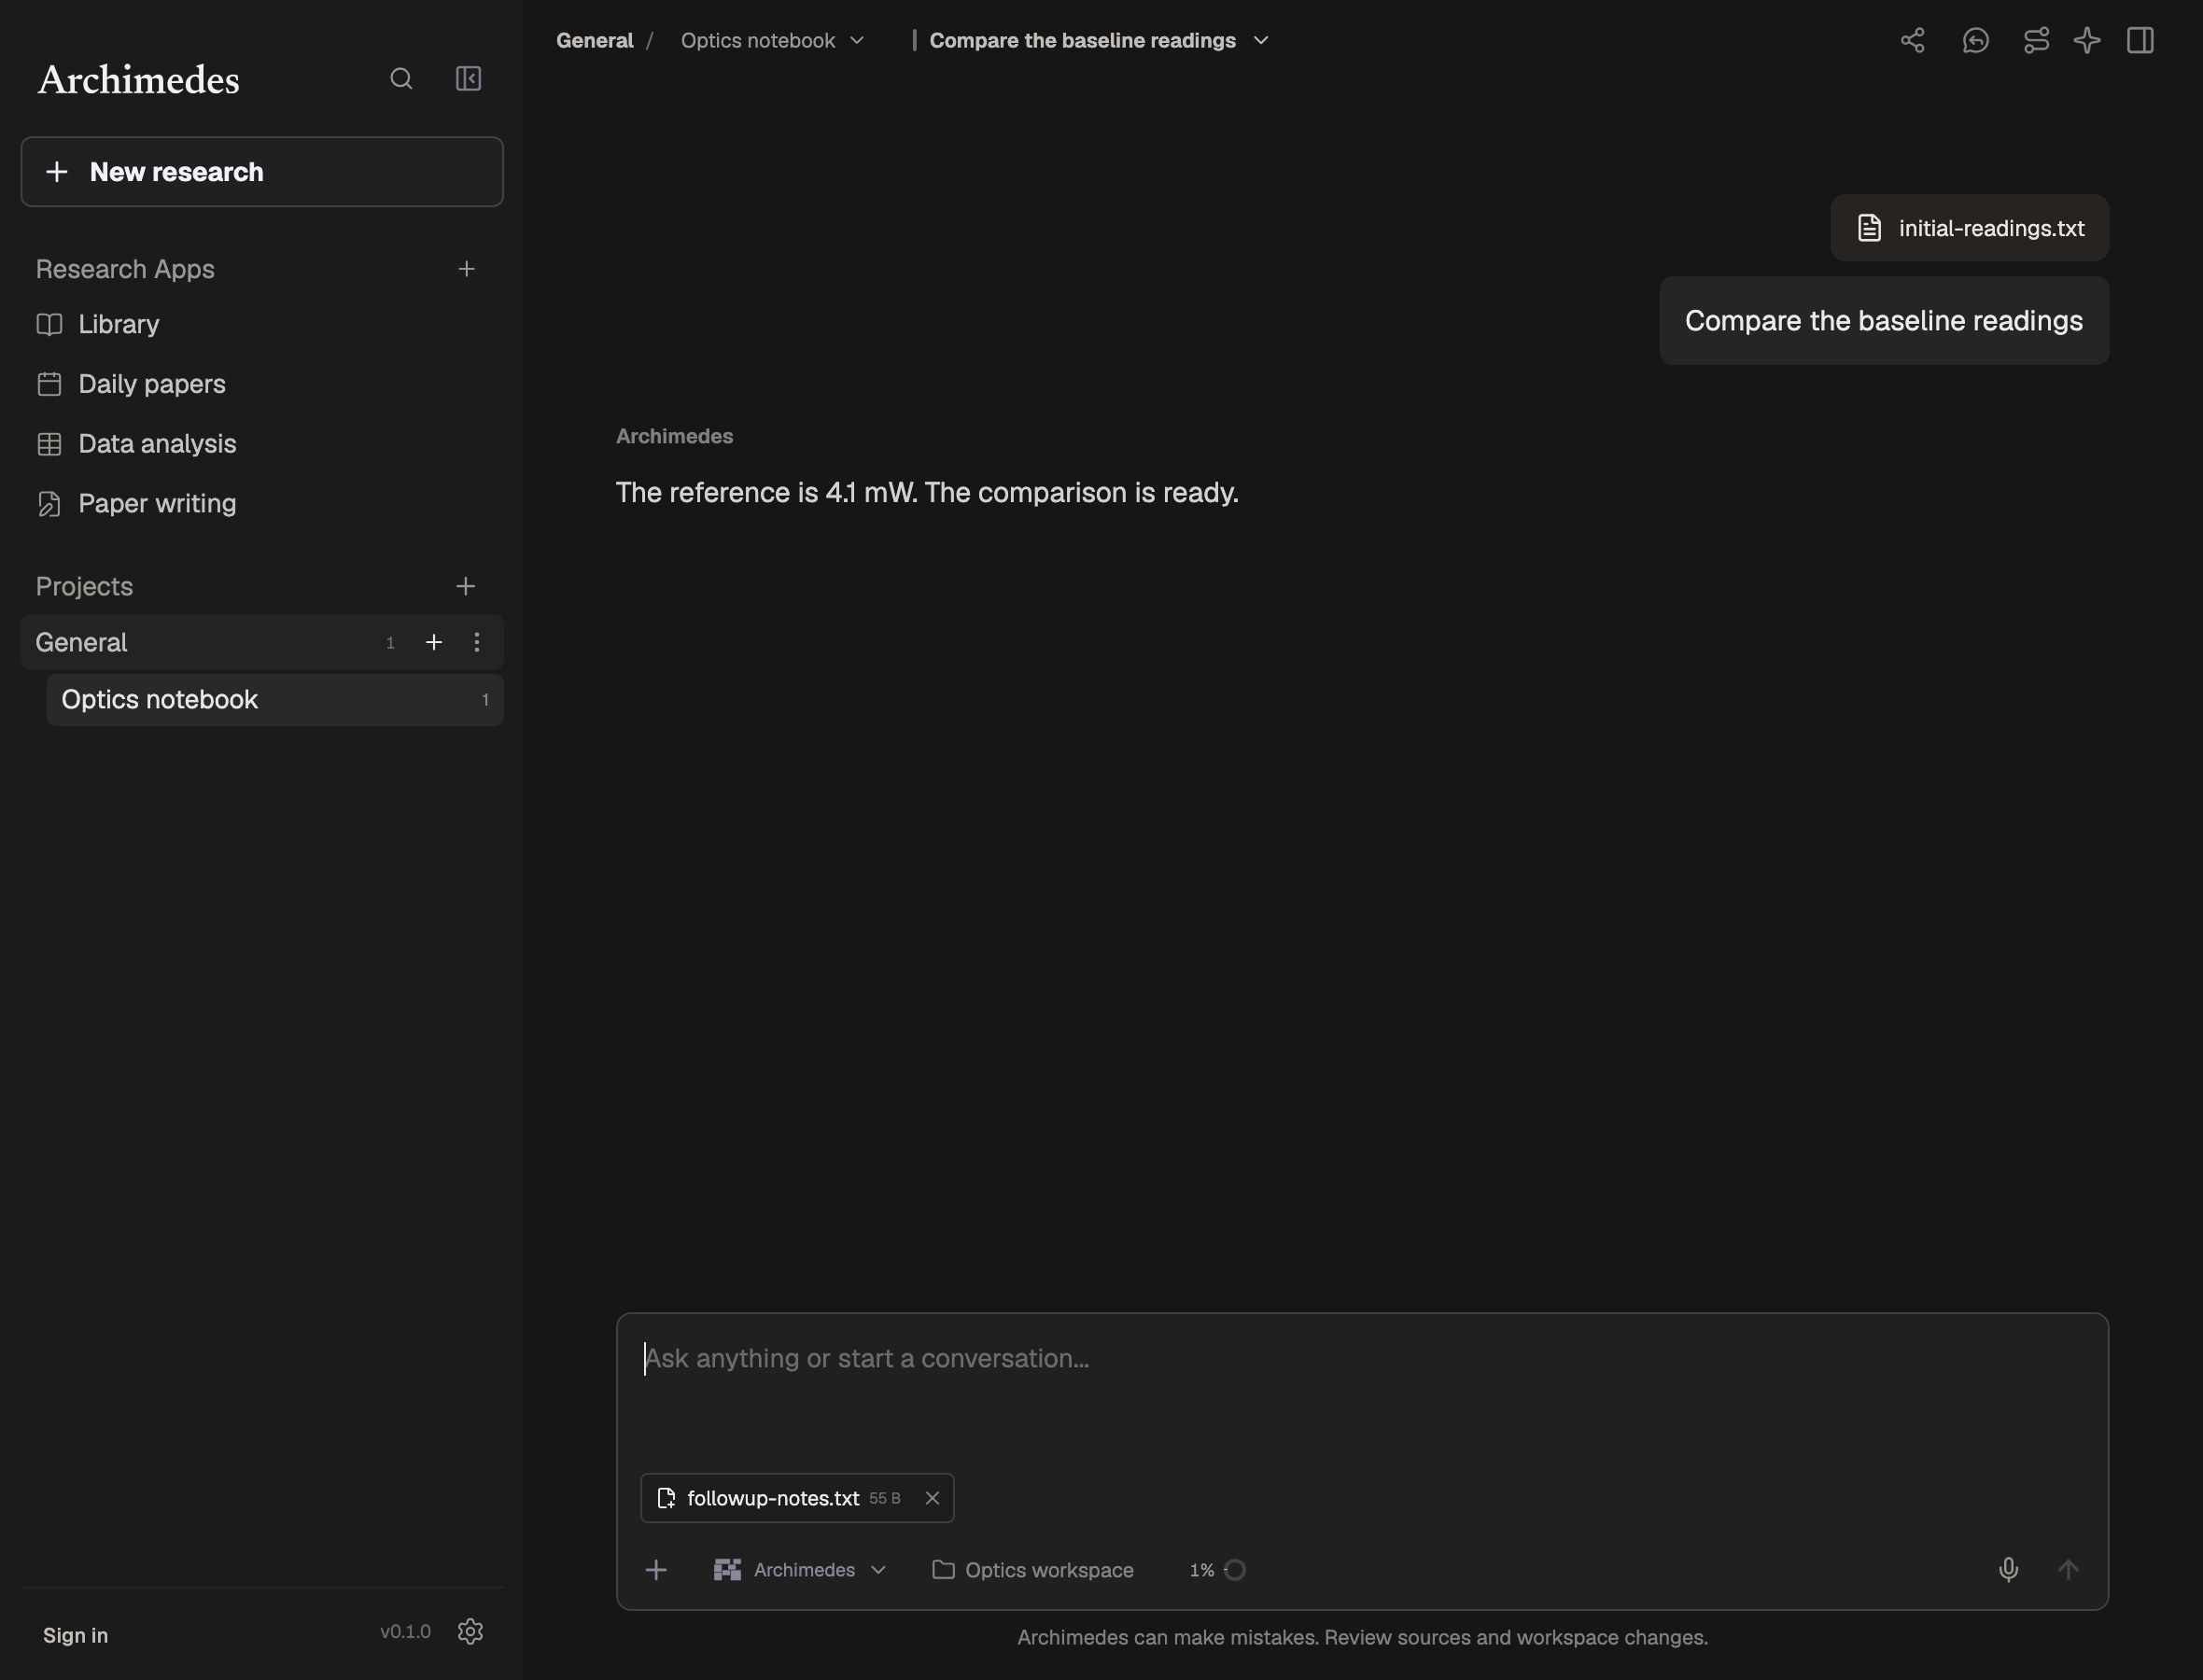 Archimedes
New research
Research Apps
Library
Daily papers
Data analysis
Paper writing
Projects
General 1
Optics notebook 1
Sign in v0.1.0
General / Optics notebook Compare the baseline readings
initial-readings.txt
Compare the baseline readings
Archimedes
The reference is 4.1 mW. The comparison is ready.
Ask anything or start a conversation...
followup-notes.txt 55 B
Archimedes Optics workspace 1%
Archimedes can make mistakes. Review sources and workspace changes.